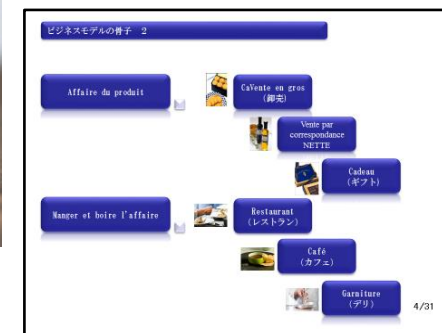 ビジネスモデルの骨子 2
Affaire du produit
CaVente en gros
(卸売)
Vente par
correspondance
NETTE
Cadeau
(ギフト)
Manger et boire l'affaire
Restaurant
(レストラン)
Café
(カフェ)
Garniture
(デリ)
4/31